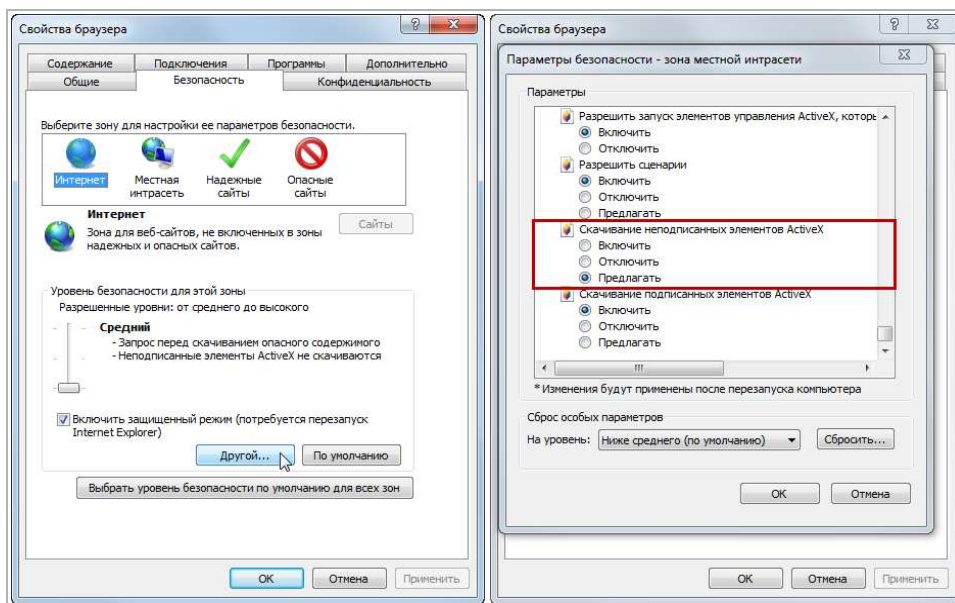 Свойства браузера
Содержание Подключения Программы Дополнительно
Общие Безопасность Конфиденциальность
Выберите зону для настройки ее параметров безопасности.
Интернет Местная интрасеть Надежные сайты Опасные сайты
Интернет
Зона для веб-сайтов, не включенных в зоны
надежных и опасных сайтов.
Сайты
Уровень безопасности для этой зоны
Разрешенные уровни: от среднего до высокого
Средний
- Запрос перед скачиванием опасного содержимого
- Неподписанные элементы ActiveX не скачиваются
Включить защищенный режим (потребуется перезапуск
Internet Explorer)
Другой... По умолчанию
Выбрать уровень безопасности по умолчанию для всех зон
OK Отмена Применить
Свойства браузера
Параметры безопасности - зона местной интрасети
Параметры
Разрешить запуск элементов управления ActiveX, которь
Включить
Отключить
Разрешить сценарии
Включить
Отключить
Предлагать
Скачивание неподписанных элементов ActiveX
Включить
Отключить
Предлагать
Скачивание подписанных элементов ActiveX
Включить
Отключить
Предлагать
*Изменения будут применены после перезапуска компьютера
Сброс особых параметров
На уровень: Ниже среднего (по умолчанию) Сбросить...
OK Отмена
OK Отмена Применить